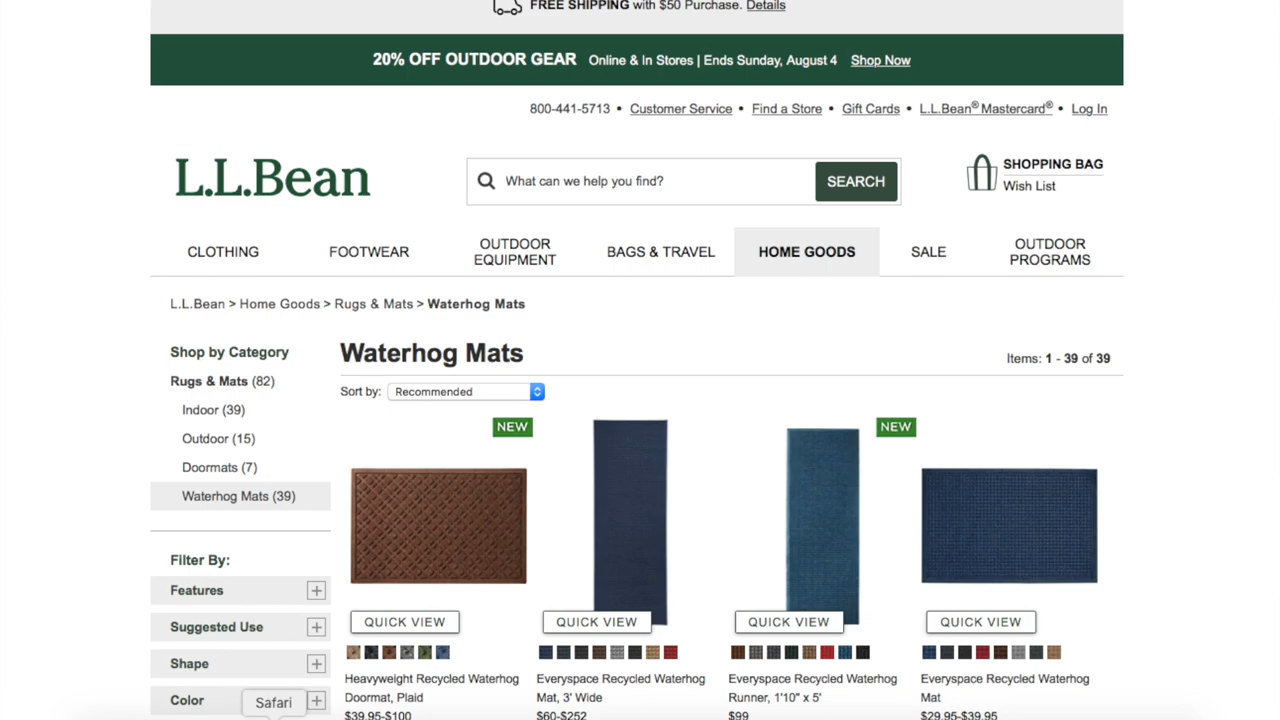 FREE SHIPPING with $50 Purchase. Details
20% OFF OUTDOOR GEAR Online & In Stores | Ends Sunday, August 4 Shop Now
800-441-5713 • Customer Service • Find a Store • Gift Cards • L.L.Bean® Mastercard® • Log In
L.L.Bean
What can we help you find?
SEARCH
SHOPPING BAG
Wish List
CLOTHING
FOOTWEAR
OUTDOOR
EQUIPMENT
BAGS & TRAVEL
HOME GOODS
SALE
OUTDOOR
PROGRAMS
L.L.Bean > Home Goods > Rugs & Mats > Waterhog Mats
Shop by Category
Rugs & Mats (82)
Indoor (39)
Outdoor (15)
Doormats (7)
Waterhog Mats (39)
Filter By:
Features
Suggested Use
Shape
Color
Safari
Waterhog Mats
Items: 1 - 39 of 39
Sort by: Recommended
NEW
NEW
QUICK VIEW
QUICK VIEW
QUICK VIEW
QUICK VIEW
Heavyweight Recycled Waterhog
Doormat, Plaid
$39.95-$100
Everyspace Recycled Waterhog
Mat, 3' Wide
$60-$252
Everyspace Recycled Waterhog
Runner, 1'10" x 5'
$99
Everyspace Recycled Waterhog
Mat
$29.95-$39.95